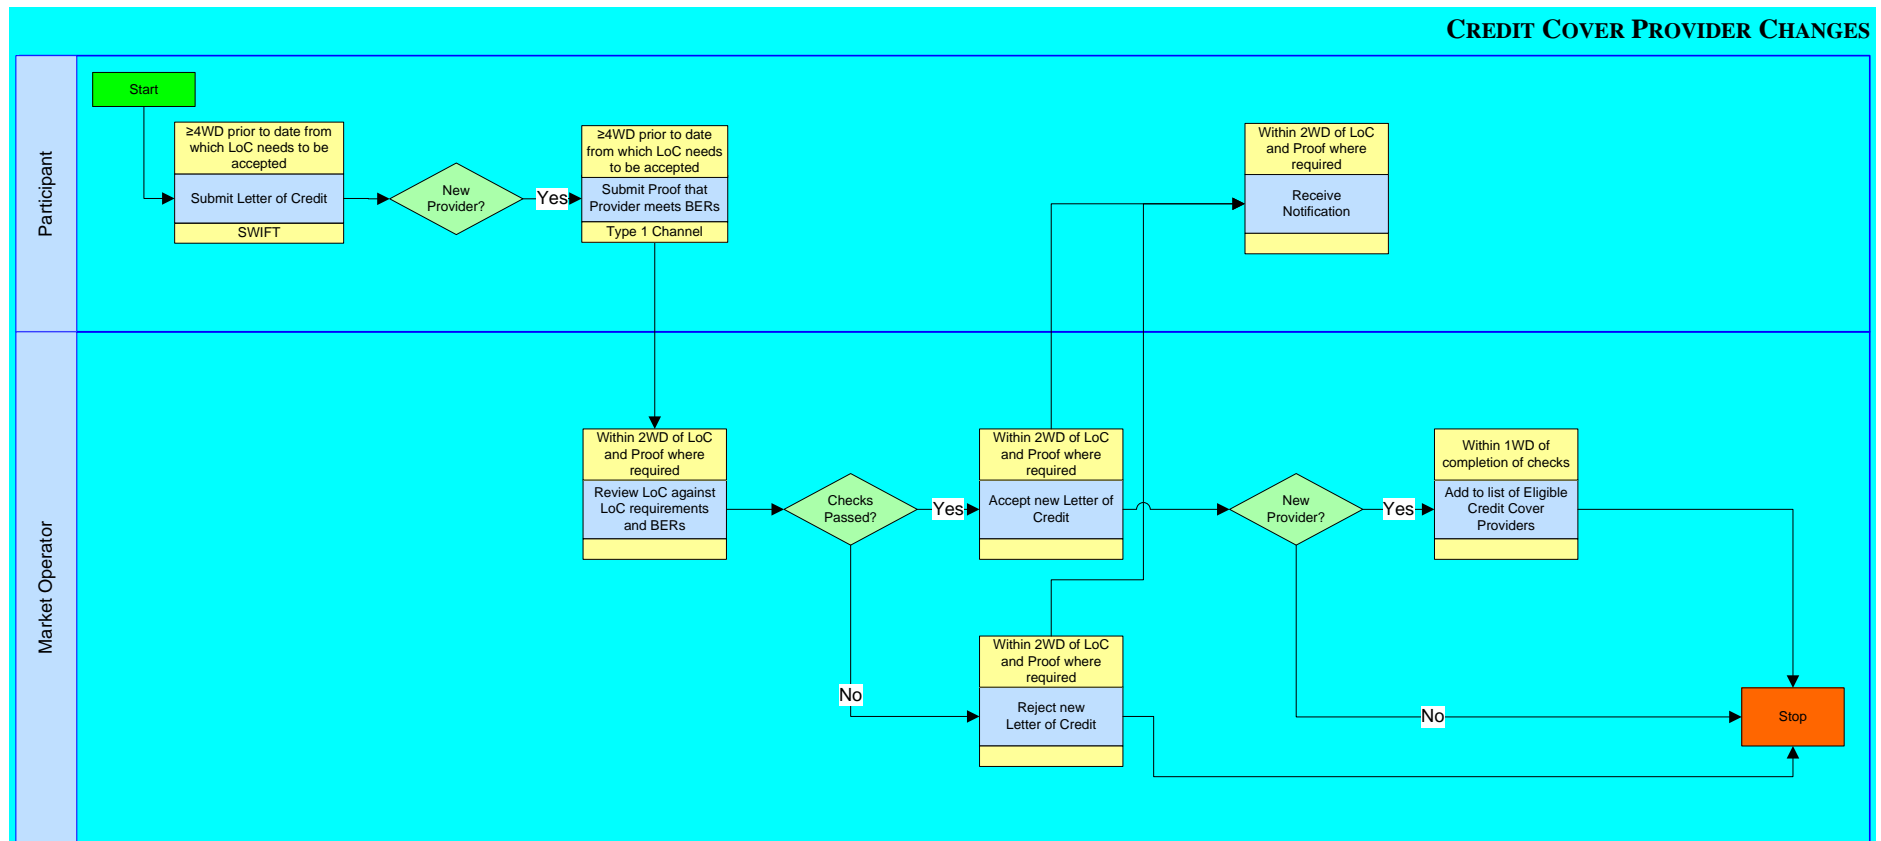 CREDIT COVER PROVIDER CHANGES
Participant
Start
≥4WD prior to date from
which LoC needs to be
accepted
Submit Letter of Credit
SWIFT
New
Provider?
Yes
≥4WD prior to date
from which LoC needs
to be accepted
Submit Proof that
Provider meets BERs
Type 1 Channel
Within 2WD of LoC
and Proof where
required
Receive
Notification
Market Operator
Within 2WD of LoC
and Proof where
required
Review LoC against
LoC requirements
and BERs
Checks
Passed?
Yes
No
Within 2WD of LoC
and Proof where
required
Accept new Letter of
Credit
New
Provider?
Yes
No
Within 1WD of
completion of checks
Add to list of Eligible
Credit Cover
Providers
Within 2WD of LoC
and Proof where
required
Reject new
Letter of Credit
Stop